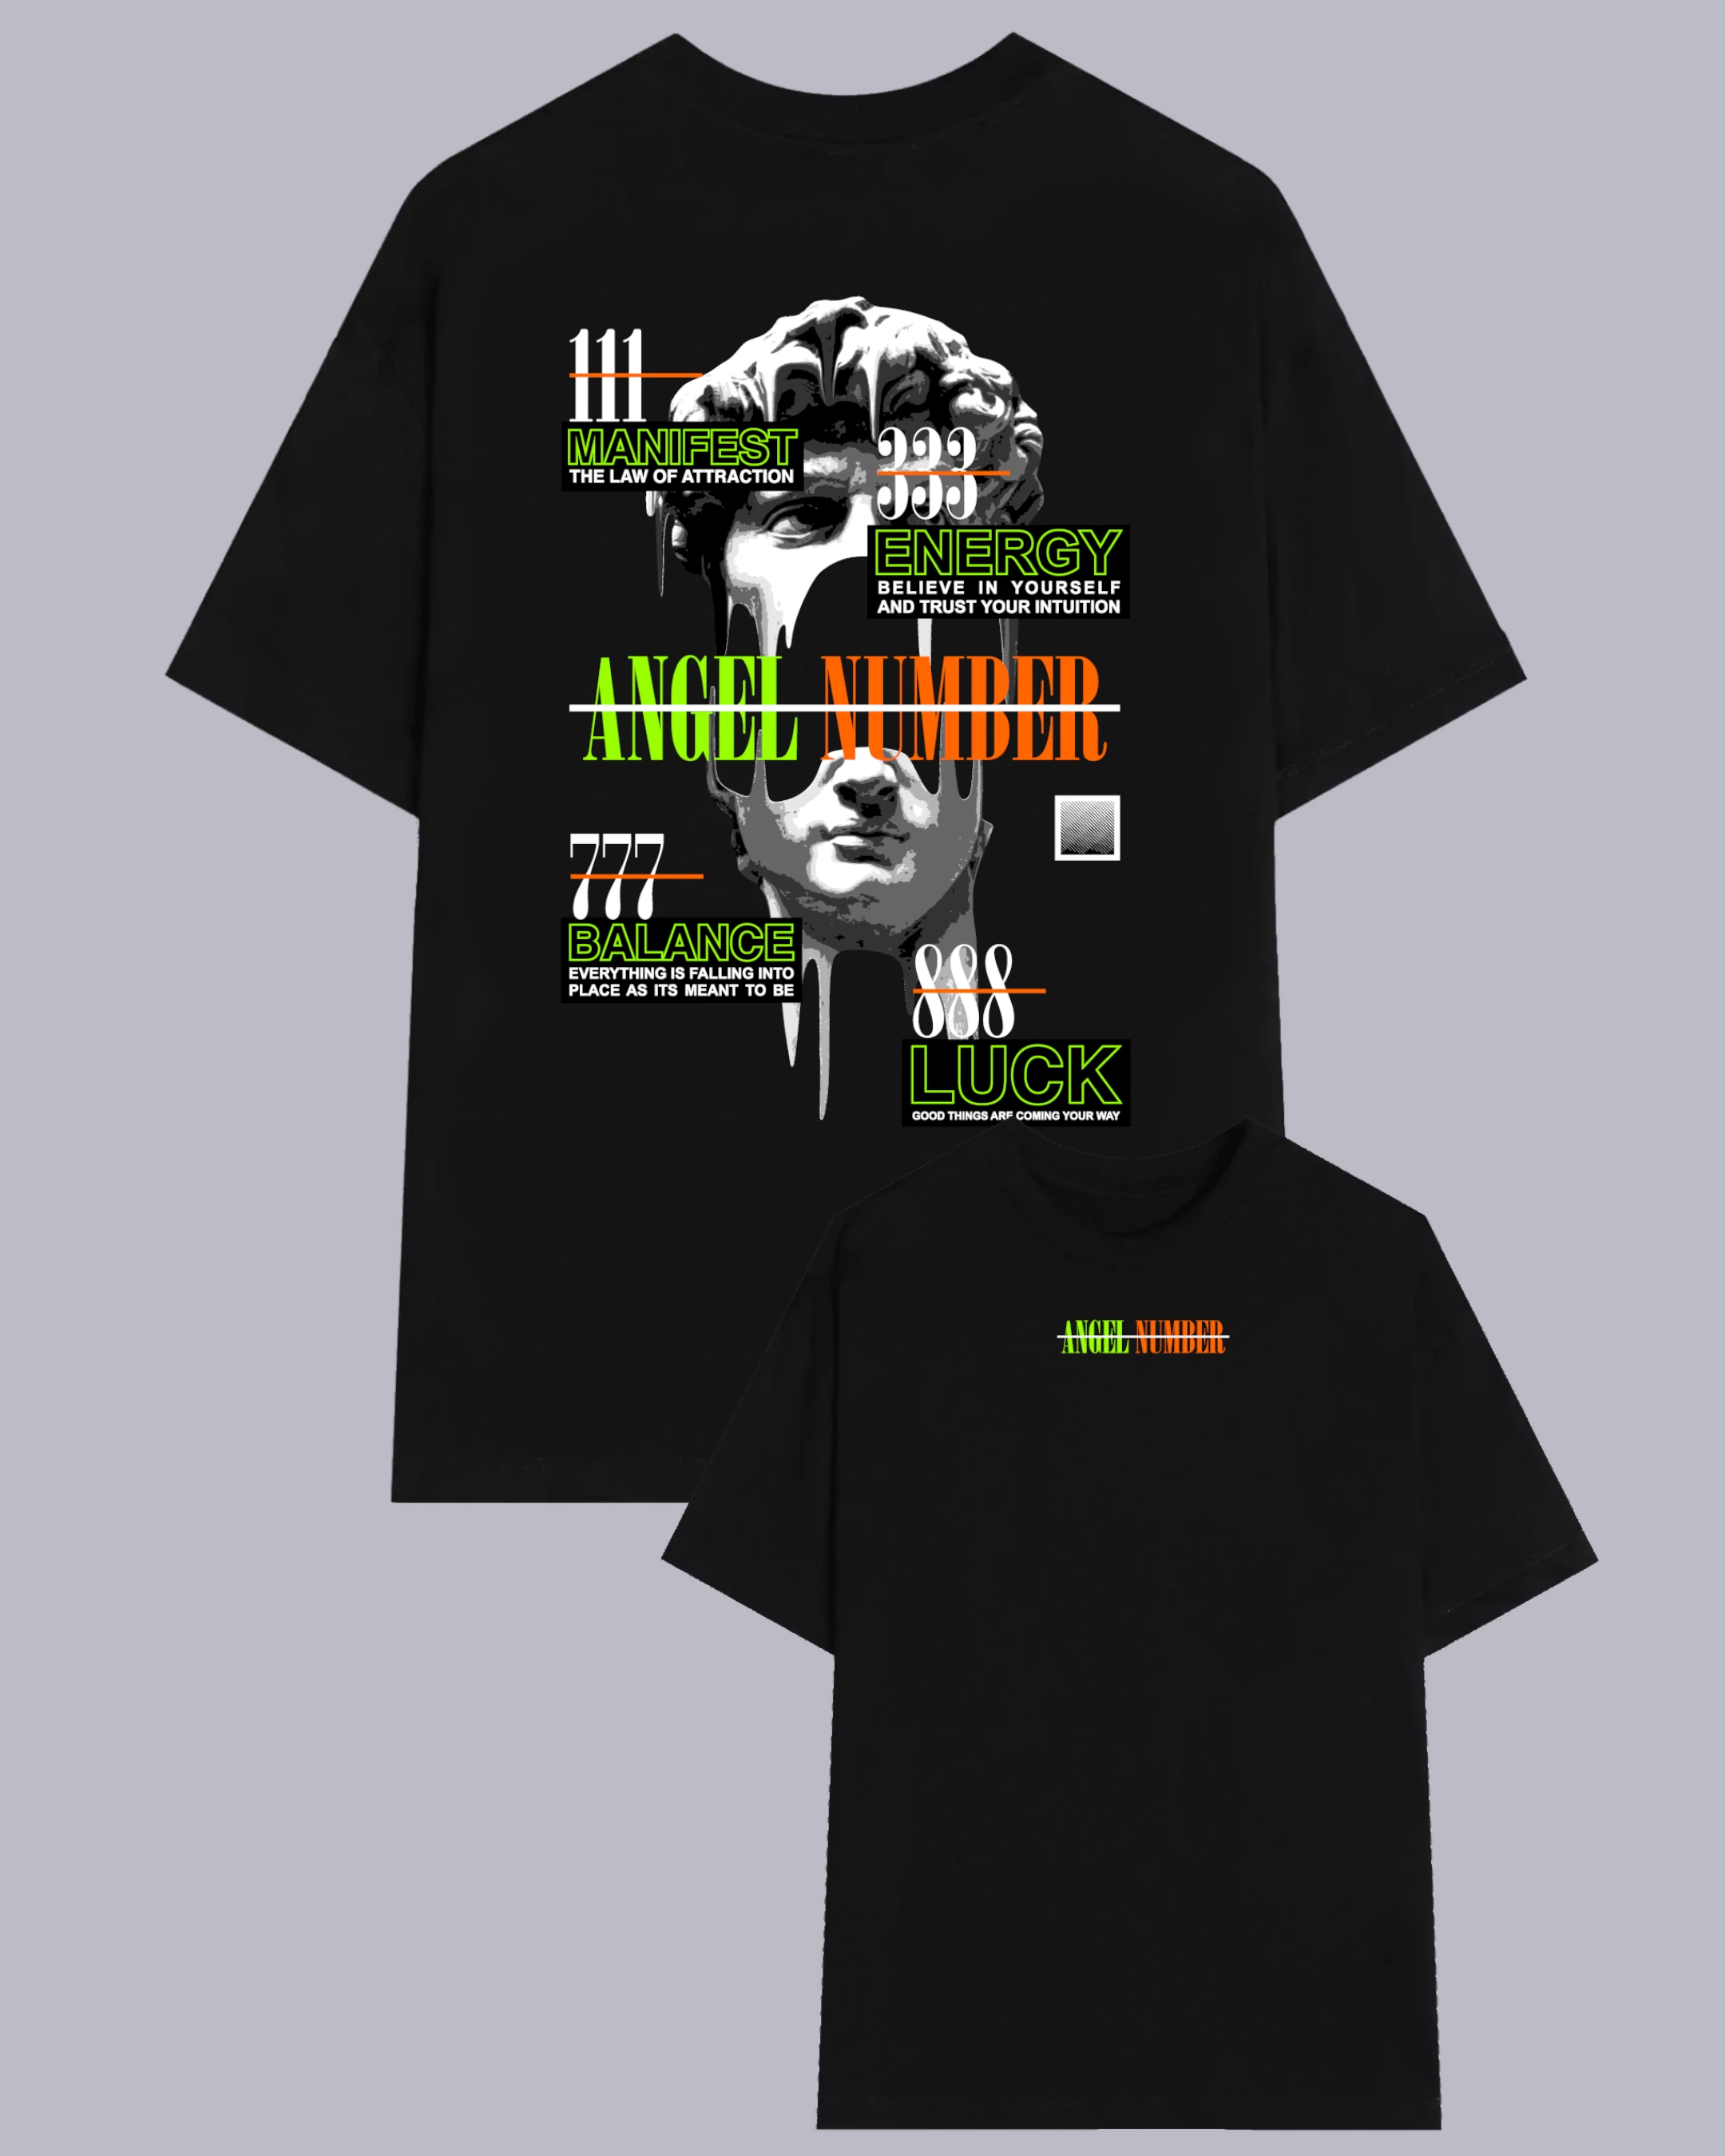 111
MANIFEST
THE LAW OF ATTRACTION
333
ENERGY
BELIEVE IN YOURSELF
AND TRUST YOUR INTUITION
ANGEL NUMBER
777
BALANCE
EVERYTHING IS FALLING INTO
PLACE AS ITS MEANT TO BE
888
LUCK
GOOD THINGS ARE COMING YOUR WAY
ANGEL NUMBER